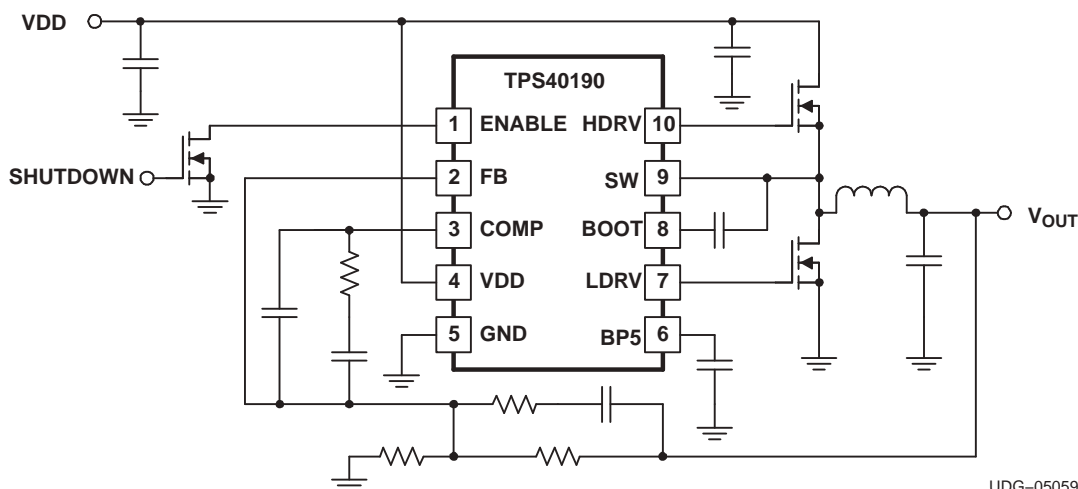 VDD
TPS40190
1 ENABLE HDRV 10
SHUTDOWN
2 FB SW 9
3 COMP BOOT 8
VOUT
4 VDD LDRV 7
5 GND BP5 6
UDG–05059